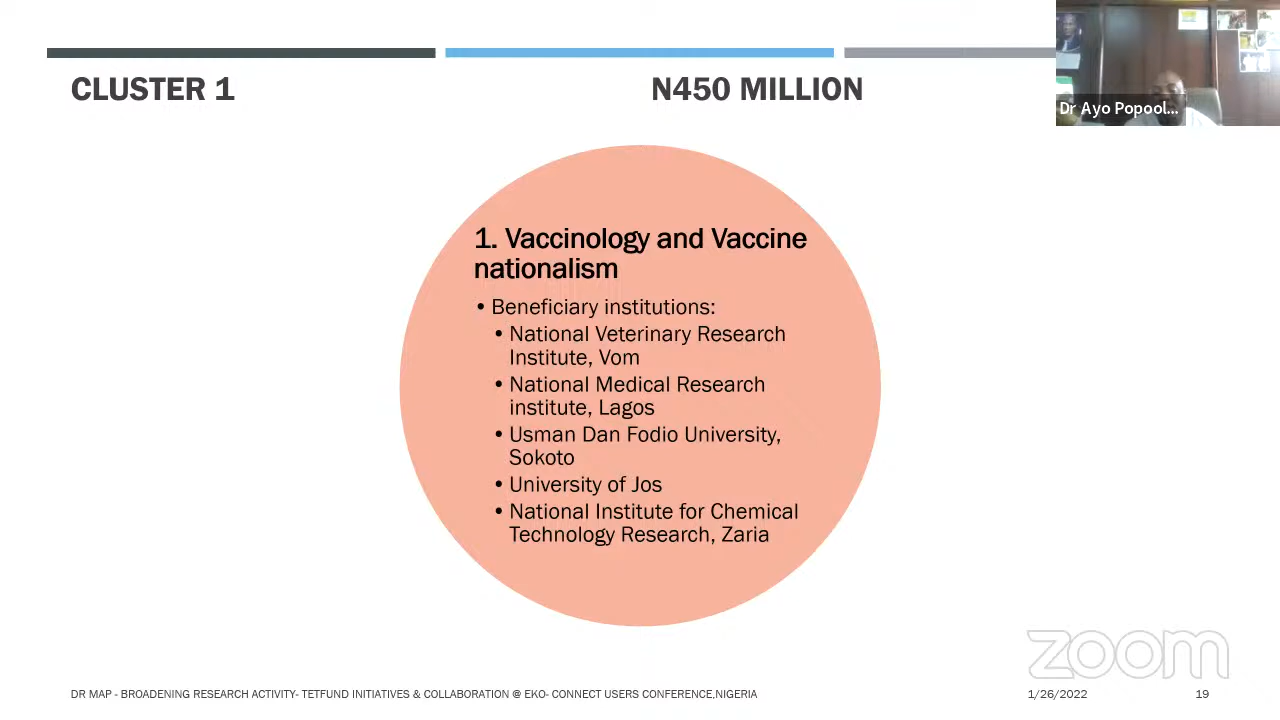 CLUSTER 1
N450 MILLION
Dr Ayo Popool...
1. Vaccinology and Vaccine
nationalism
• Beneficiary institutions:
• National Veterinary Research
Institute, Vom
• National Medical Research
institute, Lagos
• Usman Dan Fodio University,
Sokoto
• University of Jos
• National Institute for Chemical
Technology Research, Zaria
zoom
DR MAP - BROADENING RESEARCH ACTIVITY- TETFUND INITIATIVES & COLLABORATION @ EKO- CONNECT USERS CONFERENCE,NIGERIA
1/26/2022
19